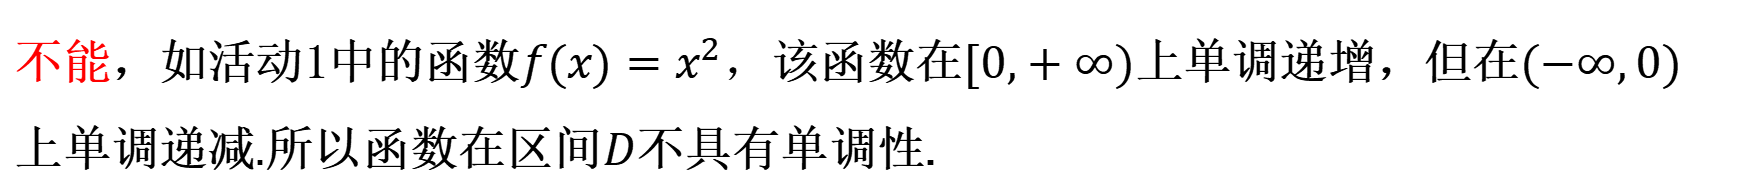 不能，如活动1中的函数f(x) = x²，该函数在[0, + ∞)上单调递增，但在(−∞, 0)
上单调递减.所以函数在区间D不具有单调性.